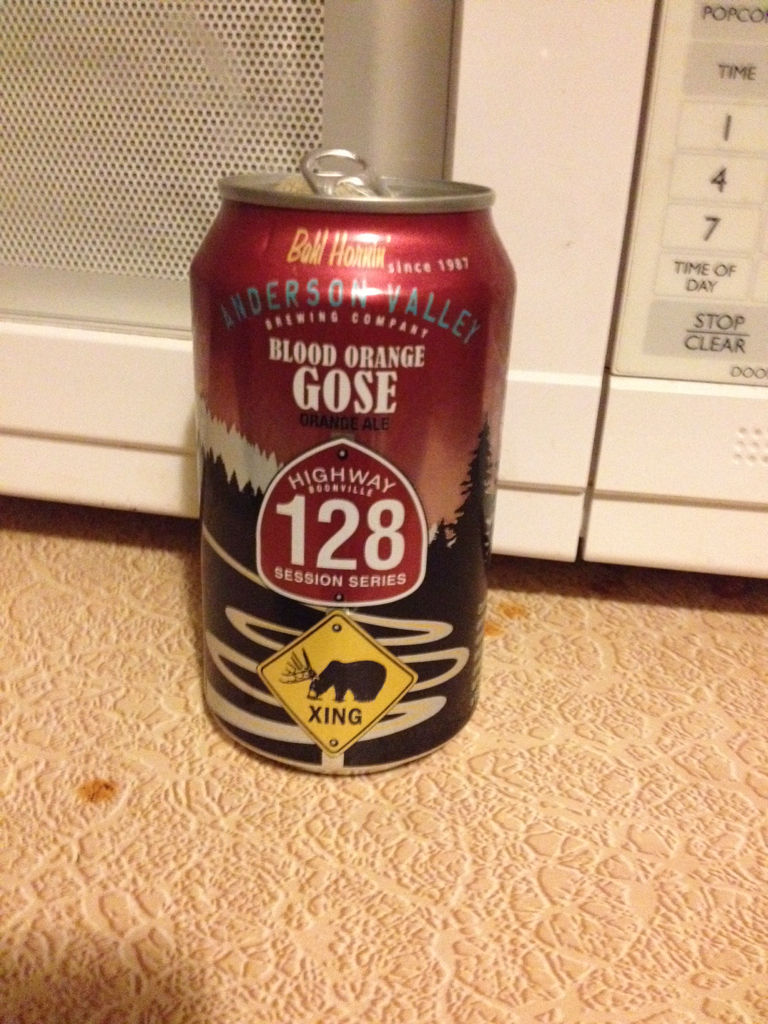 Bahl Hornin'
since 1987
ANDERSON VALLEY
BREWING COMPANY
BLOOD ORANGE
GOSE
ORANGE ALE
HIGHWAY
BOONVILLE
128
SESSION SERIES
XING
POPCO
TIME
1
4
7
TIME OF
DAY
STOP
CLEAR
DOO